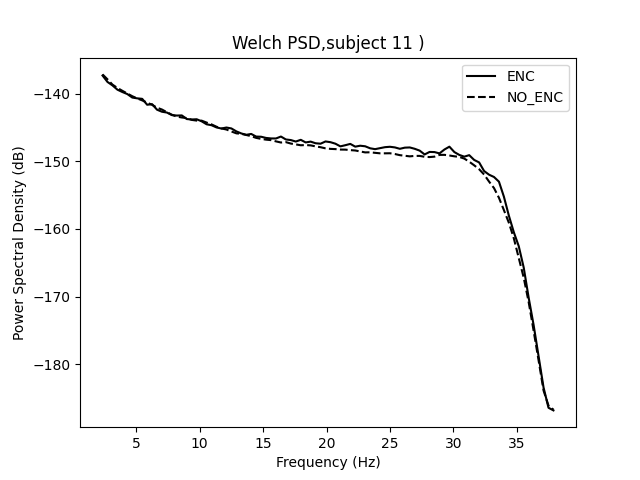 Welch PSD,subject 11 )
ENC
NO_ENC
−140
−150
−160
−170
−180
Power Spectral Density (dB)
5 10 15 20 25 30 35
Frequency (Hz)